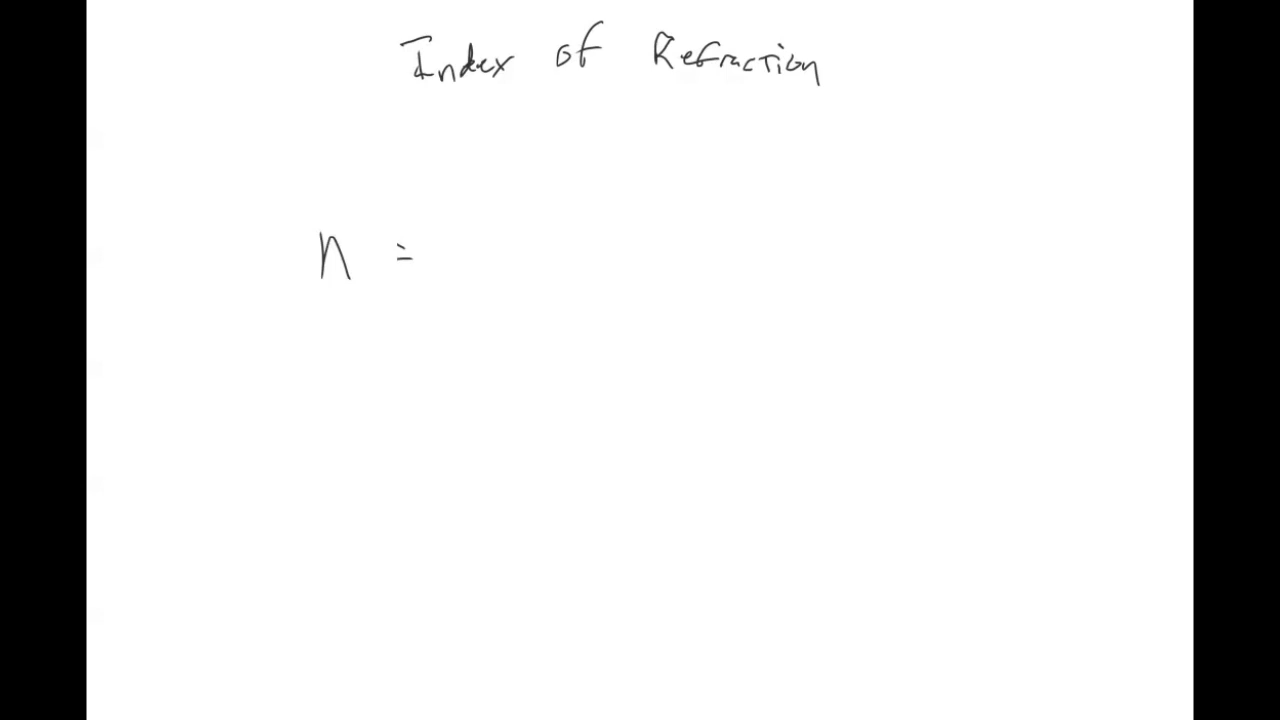 Index of Refraction
n =